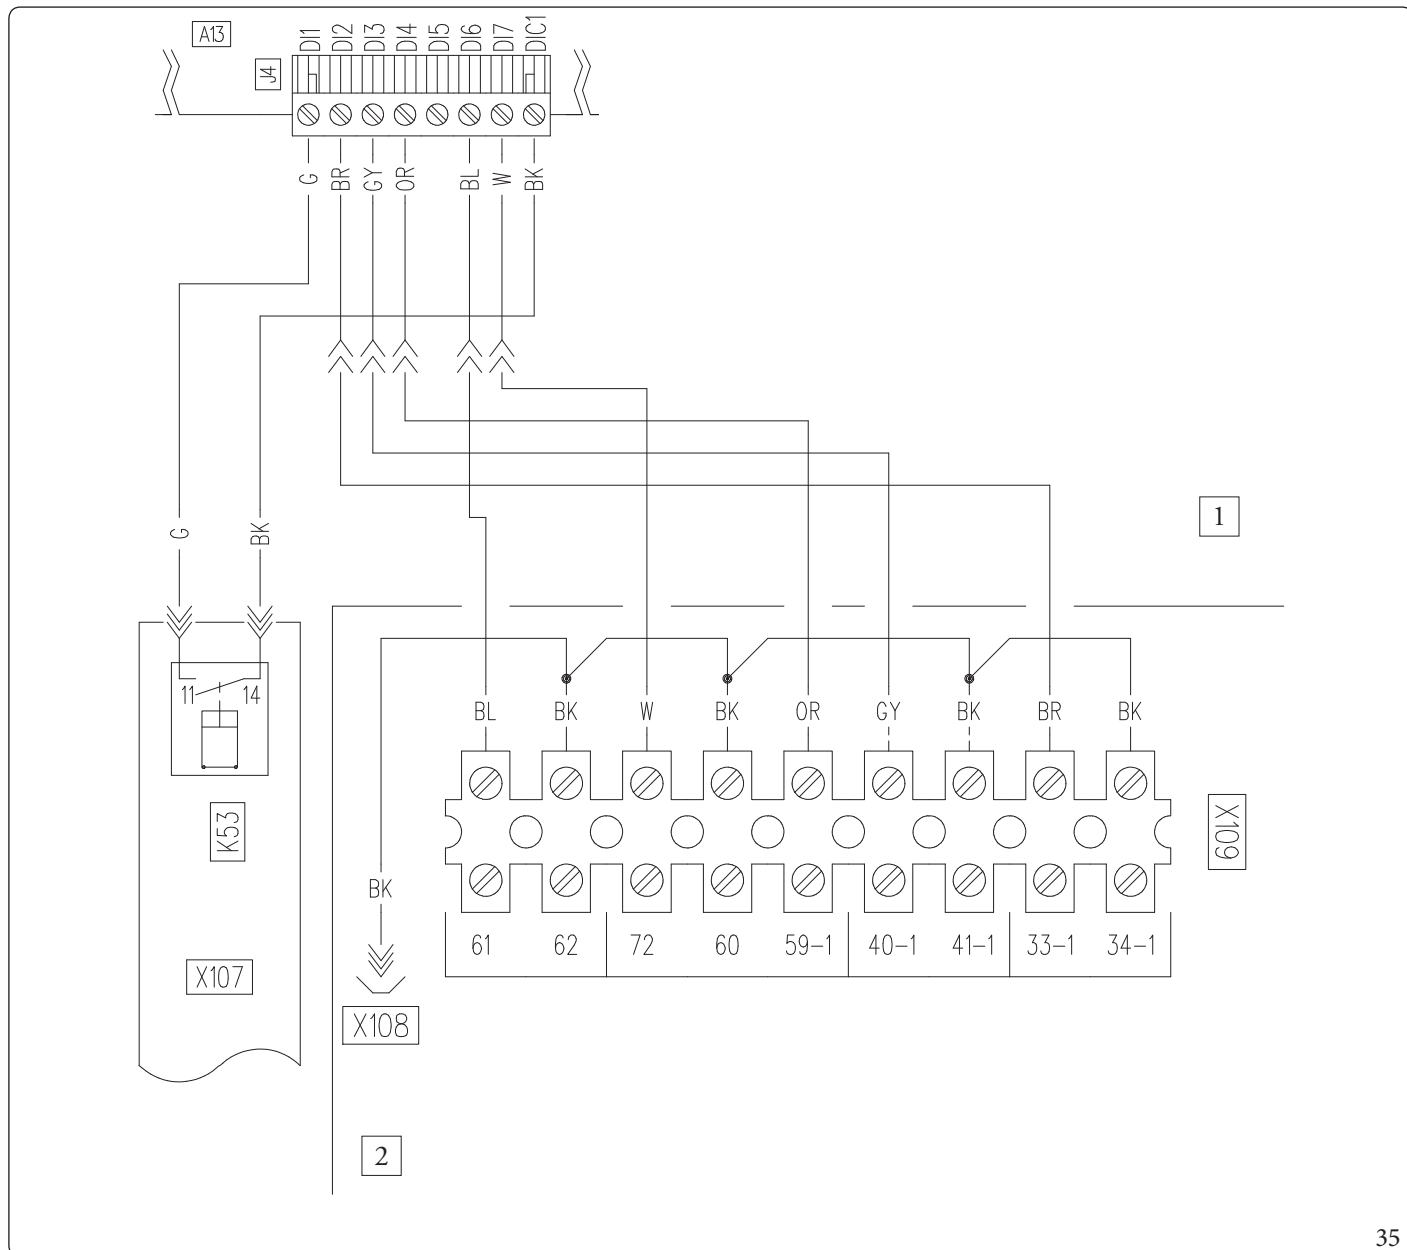 A13
J4
DI1 DI2 DI3 DI4 DI5 DI6 DI7 DIC1
G BR GY OR BL W BK
G BK
1
11 14
BL BK W BK OR GY BK BR BK
K53
X109
BK
61 62 72 60 59-1 40-1 41-1 33-1 34-1
X107
X108
2
35